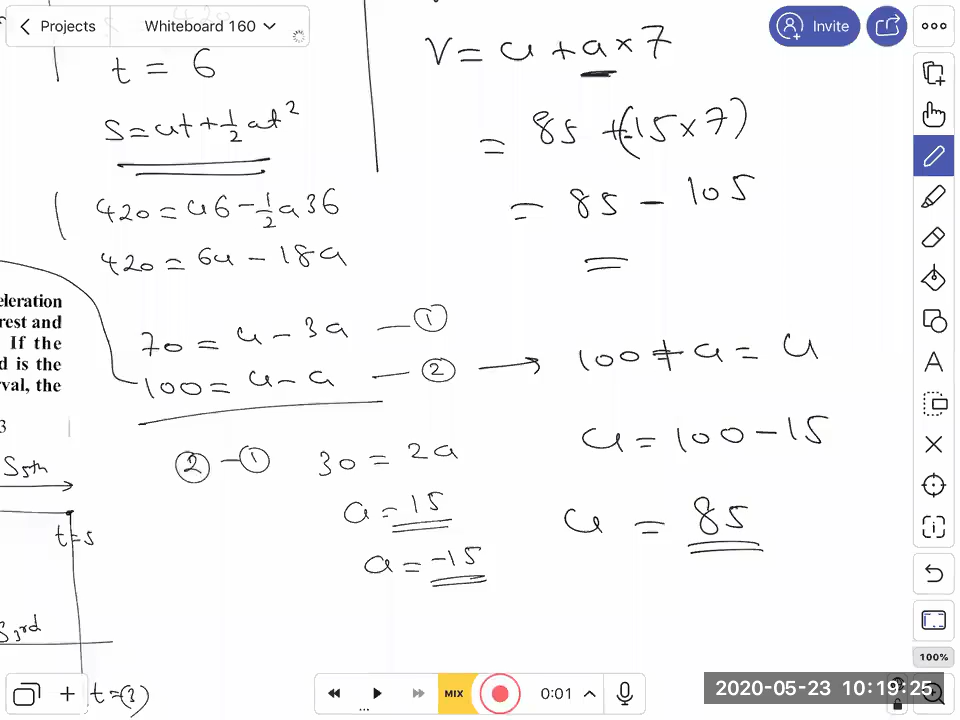 Projects
Whiteboard 160
Invite
t = 6
S = ut + 1/2 at²
420 = u6 - 1/2 a36
420 = 6u - 18a
70 = u - 3a — ①
100 = u - a — ②
② - ① 30 = 2a
a = 15
a = -15
V = u + a × 7
= 85 + (-15 × 7)
= 85 - 105
=
→ 100 + a = u
u = 100 - 15
u = 85
eleration
rest and
If the
d is the
val, the
3
S5th
t = 5
S3rd
t = (3)
A
100%
MIX
0:01
2020-05-23 10:19:25